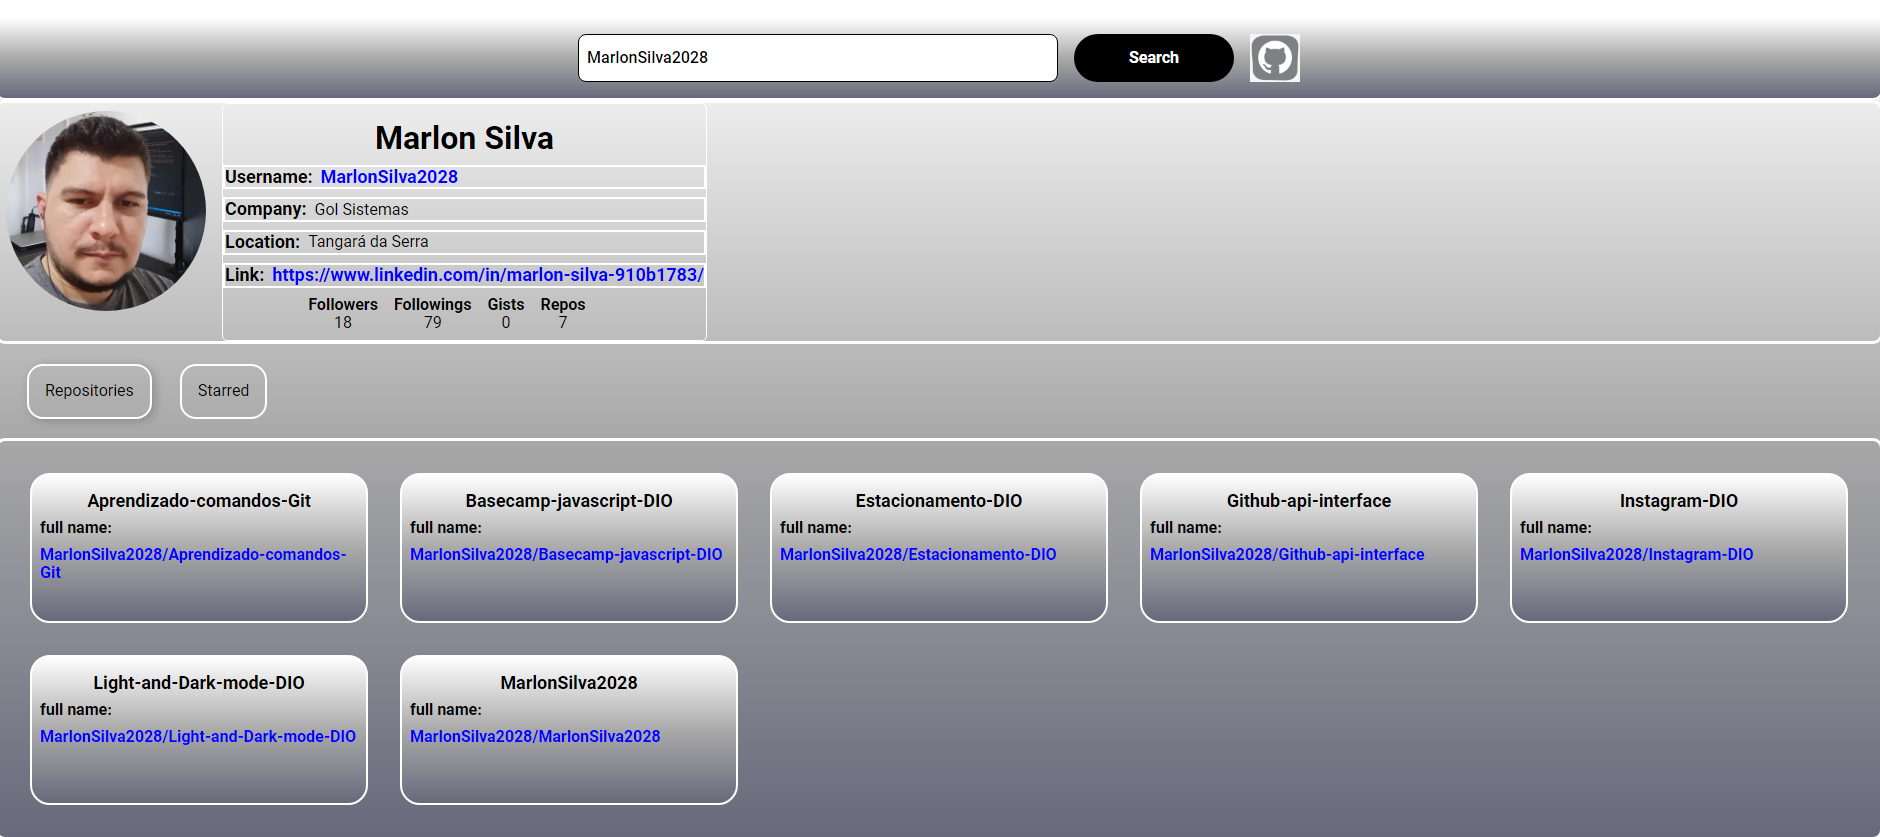 MarlonSilva2028
Search
Marlon Silva
Username: MarlonSilva2028
Company: Gol Sistemas
Location: Tangará da Serra
Link: https://www.linkedin.com/in/marlon-silva-910b1783/
Followers Followings Gists Repos
18 79 0 7
Repositories Starred
Aprendizado-comandos-Git
full name:
MarlonSilva2028/Aprendizado-comandos-
Git
Basecamp-javascript-DIO
full name:
MarlonSilva2028/Basecamp-javascript-DIO
Estacionamento-DIO
full name:
MarlonSilva2028/Estacionamento-DIO
Github-api-interface
full name:
MarlonSilva2028/Github-api-interface
Instagram-DIO
full name:
MarlonSilva2028/Instagram-DIO
Light-and-Dark-mode-DIO
full name:
MarlonSilva2028/Light-and-Dark-mode-DIO
MarlonSilva2028
full name:
MarlonSilva2028/MarlonSilva2028